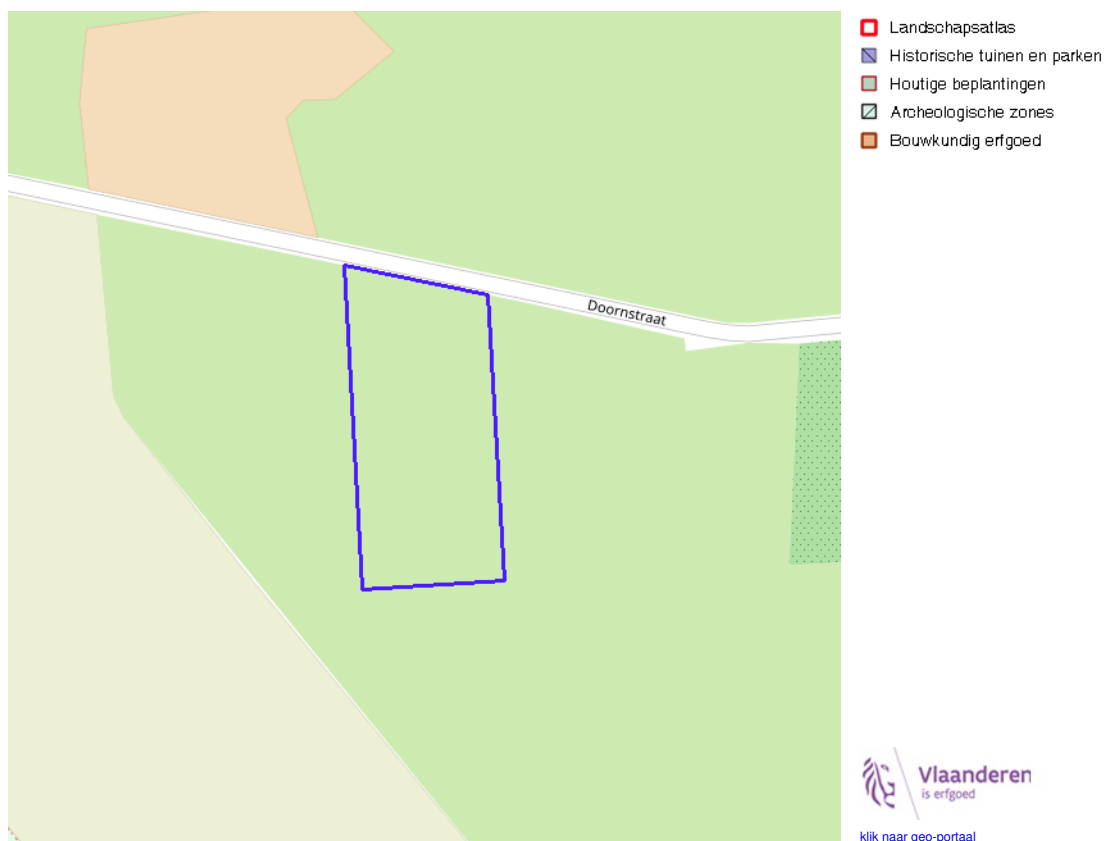 Landschapsatlas
Historische tuinen en parken
Houtige beplantingen
Archeologische zones
Bouwkundig erfgoed
Doornstraat
Vlaanderen
is erfgoed
klik naar geo-portaal